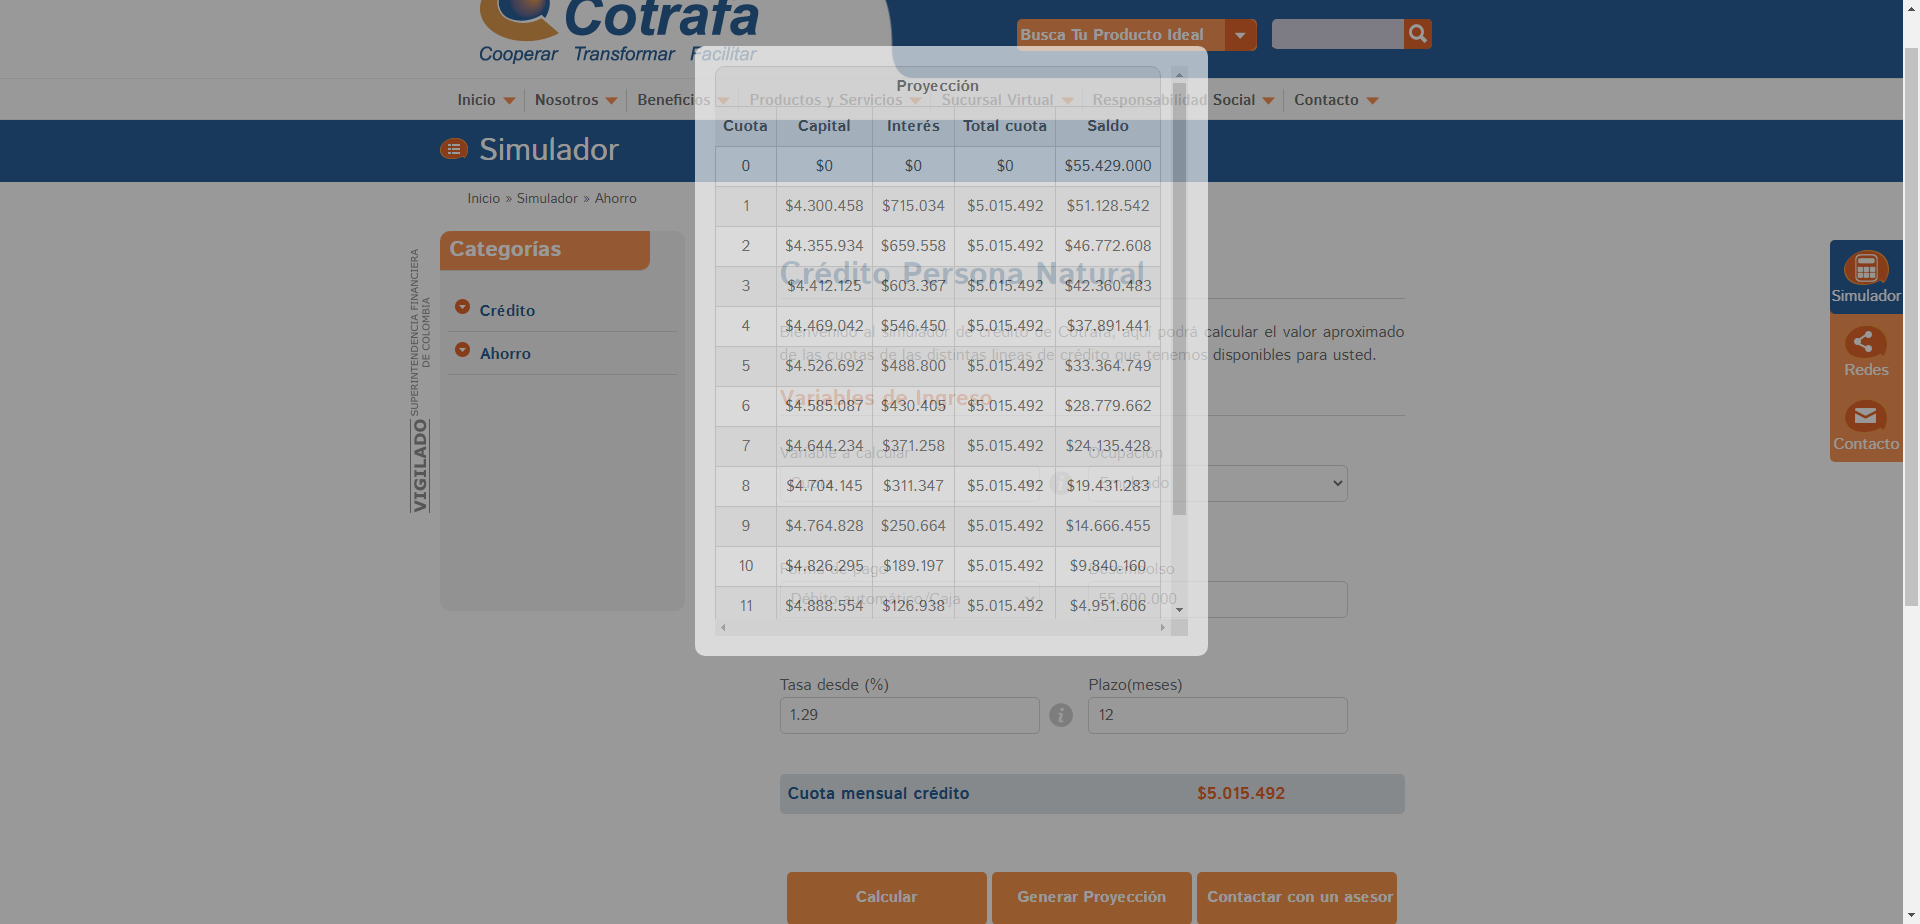 Cotrafa
Cooperar Transformar Facilitar
Busca Tu Producto Ideal
Inicio Nosotros Beneficios Productos y Servicios Sucursal Virtual Responsabilidad Social Contacto
Simulador
Inicio » Simulador » Ahorro
Categorías
Crédito
Ahorro
VIGILADO SUPERINTENDENCIA FINANCIERA
DE COLOMBIA
Proyección
Cuota Capital Interés Total cuota Saldo
0 $0 $0 $0 $55.429.000
1 $4.300.458 $715.034 $5.015.492 $51.128.542
2 $4.355.934 $659.558 $5.015.492 $46.772.608
3 $4.412.125 $603.367 $5.015.492 $42.360.483
4 $4.469.042 $546.450 $5.015.492 $37.891.441
5 $4.526.692 $488.800 $5.015.492 $33.364.749
6 $4.585.087 $430.405 $5.015.492 $28.779.662
7 $4.644.234 $371.258 $5.015.492 $24.135.428
8 $4.704.145 $311.347 $5.015.492 $19.431.283
9 $4.764.828 $250.664 $5.015.492 $14.666.455
10 $4.826.295 $189.197 $5.015.492 $9.840.160
11 $4.888.554 $126.938 $5.015.492 $4.951.606
Crédito Persona Natural
Bienvenido al simulador de crédito de Cotrafa, aquí podrá calcular el valor aproximado
de las cuotas de las distintas lineas de crédito que tenemos disponibles para usted.
Variables de Ingreso
Variable a calcular Ocupación
Forma de pago Desembolso
Débito automático/Caja
Tasa desde (%) Plazo(meses)
1.29 12
Cuota mensual crédito $5.015.492
Calcular Generar Proyección Contactar con un asesor
Simulador
Redes
Contacto